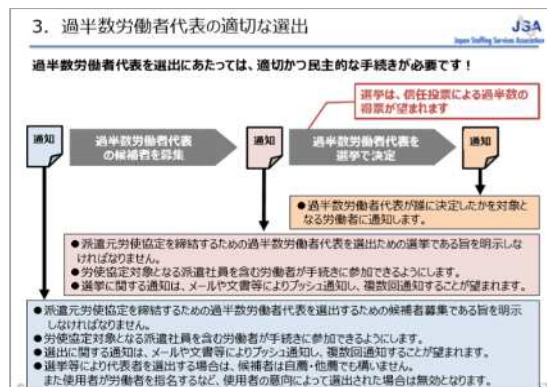 3. 過半数労働者代表の適切な選出
JSA
Japan Staffing Services Association
過半数労働者代表を選出にあたっては、適切かつ民主的な手続きが必要です！
選挙は、信任投票による過半数の
得票が望まれます
通知
過半数労働者代表
の候補者を募集
通知
過半数労働者代表を
選挙で決定
通知
●過半数労働者代表が誰に決定したかを対象と
なる労働者に通知します。
●派遣元労使協定を締結するための過半数労働者代表を選出ための選挙である旨を明示しな
ければなりません。
●労使協定対象となる派遣社員を含む労働者が手続きに参加できるようにします。
●選挙に関する通知は、メールや文書等によりプッシュ通知し、複数回通知することが望まれます。
●派遣元労使協定を締結するための過半数労働者代表を選出するための候補者募集である旨を明示
しなければなりません。
●労使協定対象となる派遣社員を含む労働者が手続きに参加できるようにします。
●選出に関する通知は、メールや文書等によりプッシュ通知し、複数回通知することが望まれます。
●選挙等により代表者を選出する場合は、候補者は自薦・他薦でも構いません。
また使用者が労働者を指名するなど、使用者の意向によって選出された場合は無効となります。